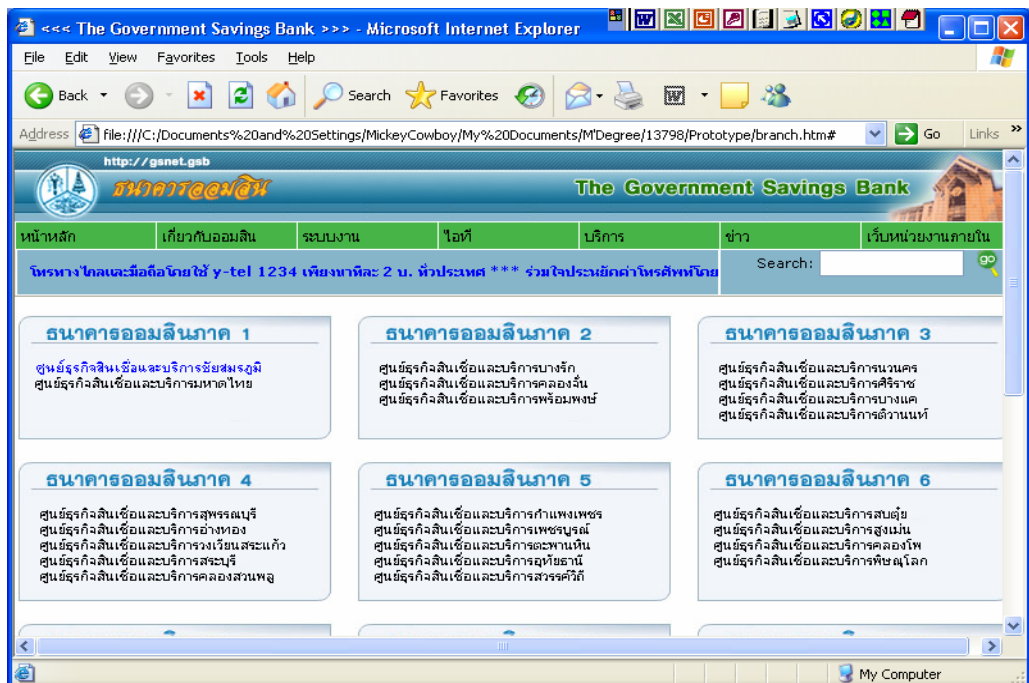 <<< The Government Savings Bank >>> - Microsoft Internet Explorer
File Edit View Favorites Tools Help
Back Search Favorites
Address file:///C:/Documents%20and%20Settings/MickeyCowboy/My%20Documents/M'Degree/13798/Prototype/branch.htm# Go Links »
http://gsnet.gsb
ธนาคารออมสิน The Government Savings Bank
หน้าหลัก เกี่ยวกับออมสิน ระบบงาน ไอที บริการ ข่าว เว็บหน่วยงานภายใน
โทรทางไกลและมือถือโดยใช้ y-tel 1234 เพียงนาทีละ 2 บ. ทั่วประเทศ *** ร่วมใจประหยัดค่าโทรศัพท์โดย Search: go
ธนาคารออมสินภาค 1
ศูนย์ธุรกิจสินเชื่อและบริการชัยสมรภูมิ
ศูนย์ธุรกิจสินเชื่อและบริการมหาดไทย
ธนาคารออมสินภาค 2
ศูนย์ธุรกิจสินเชื่อและบริการบางรัก
ศูนย์ธุรกิจสินเชื่อและบริการคลองจั่น
ศูนย์ธุรกิจสินเชื่อและบริการพร้อมพงษ์
ธนาคารออมสินภาค 3
ศูนย์ธุรกิจสินเชื่อและบริการนวนคร
ศูนย์ธุรกิจสินเชื่อและบริการศิริราช
ศูนย์ธุรกิจสินเชื่อและบริการบางแค
ศูนย์ธุรกิจสินเชื่อและบริการติวานนท์
ธนาคารออมสินภาค 4
ศูนย์ธุรกิจสินเชื่อและบริการสุพรรณบุรี
ศูนย์ธุรกิจสินเชื่อและบริการอ่างทอง
ศูนย์ธุรกิจสินเชื่อและบริการวงเวียนสระแก้ว
ศูนย์ธุรกิจสินเชื่อและบริการสระบุรี
ศูนย์ธุรกิจสินเชื่อและบริการคลองสวนพลู
ธนาคารออมสินภาค 5
ศูนย์ธุรกิจสินเชื่อและบริการกำแพงเพชร
ศูนย์ธุรกิจสินเชื่อและบริการเพชรบูรณ์
ศูนย์ธุรกิจสินเชื่อและบริการตะพานหิน
ศูนย์ธุรกิจสินเชื่อและบริการอุทัยธานี
ศูนย์ธุรกิจสินเชื่อและบริการสวรรค์วิถี
ธนาคารออมสินภาค 6
ศูนย์ธุรกิจสินเชื่อและบริการสบตุ๋ย
ศูนย์ธุรกิจสินเชื่อและบริการสูงเม่น
ศูนย์ธุรกิจสินเชื่อและบริการคลองโพ
ศูนย์ธุรกิจสินเชื่อและบริการพิษณุโลก
My Computer